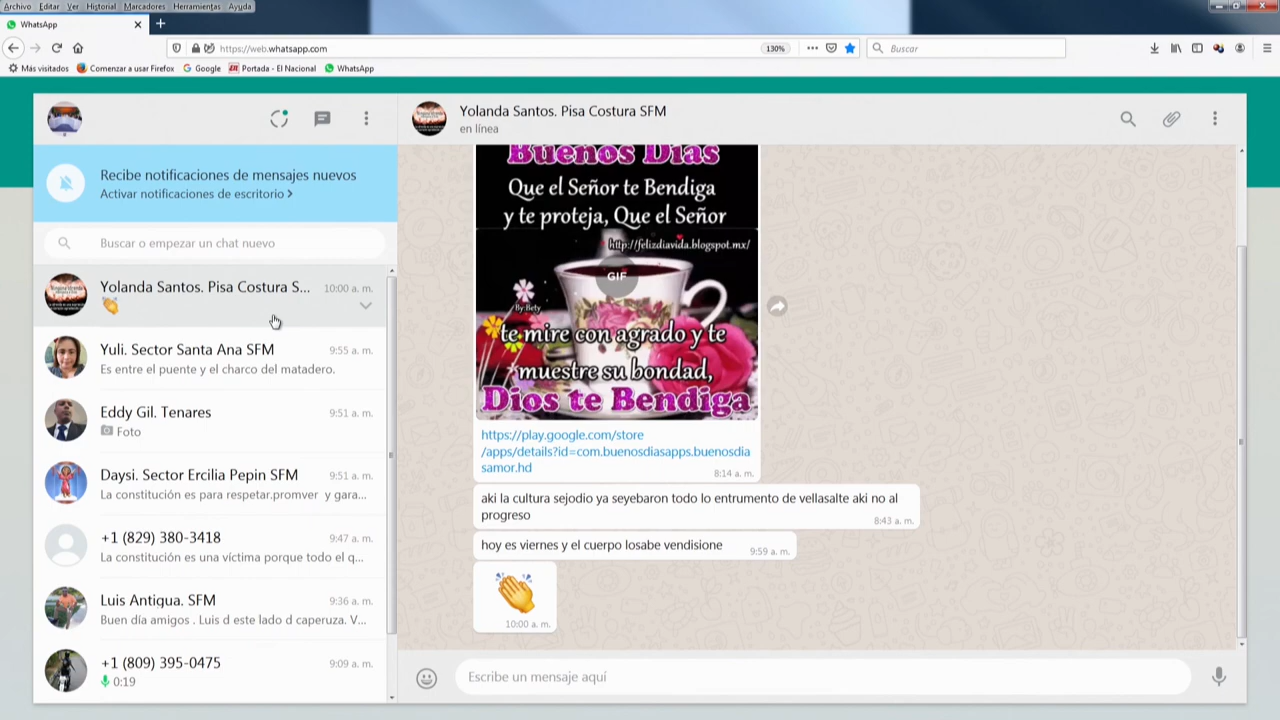 Archivo Editar Ver Historial Marcadores Herramientas Ayuda
WhatsApp
https://web.whatsapp.com
130%
Buscar
Más visitados Comenzar a usar Firefox Google Portada - El Nacional WhatsApp
Recibe notificaciones de mensajes nuevos
Activar notificaciones de escritorio >
Buscar o empezar un chat nuevo
Yolanda Santos. Pisa Costura S... 10:00 a. m.
Yuli. Sector Santa Ana SFM 9:55 a. m.
Es entre el puente y el charco del matadero.
Eddy Gil. Tenares 9:51 a. m.
Foto
Daysi. Sector Ercilia Pepin SFM 9:51 a. m.
La constitución es para respetar.promver y gara...
+1 (829) 380-3418 9:47 a. m.
La constitución es una víctima porque todo el q...
Luis Antigua. SFM 9:36 a. m.
Buen día amigos . Luis d este lado d caperuza. V...
+1 (809) 395-0475 9:09 a. m.
0:19
Yolanda Santos. Pisa Costura SFM
en línea
Buenos Dias
Que el Señor te Bendiga
y te proteja, Que el Señor
http://felizdiavida.blogspot.mx/
GIF
By:Bety
te mire con agrado y te
muestre su bondad,
Dios te Bendiga
https://play.google.com/store
/apps/details?id=com.buenosdiasapps.buenosdia
samor.hd
8:14 a. m.
aki la cultura sejodio ya seyebaron todo lo entrumento de vellasalte aki no al
progreso
8:43 a. m.
hoy es viernes y el cuerpo losabe vendisione 9:59 a. m.
10:00 a. m.
Escribe un mensaje aquí